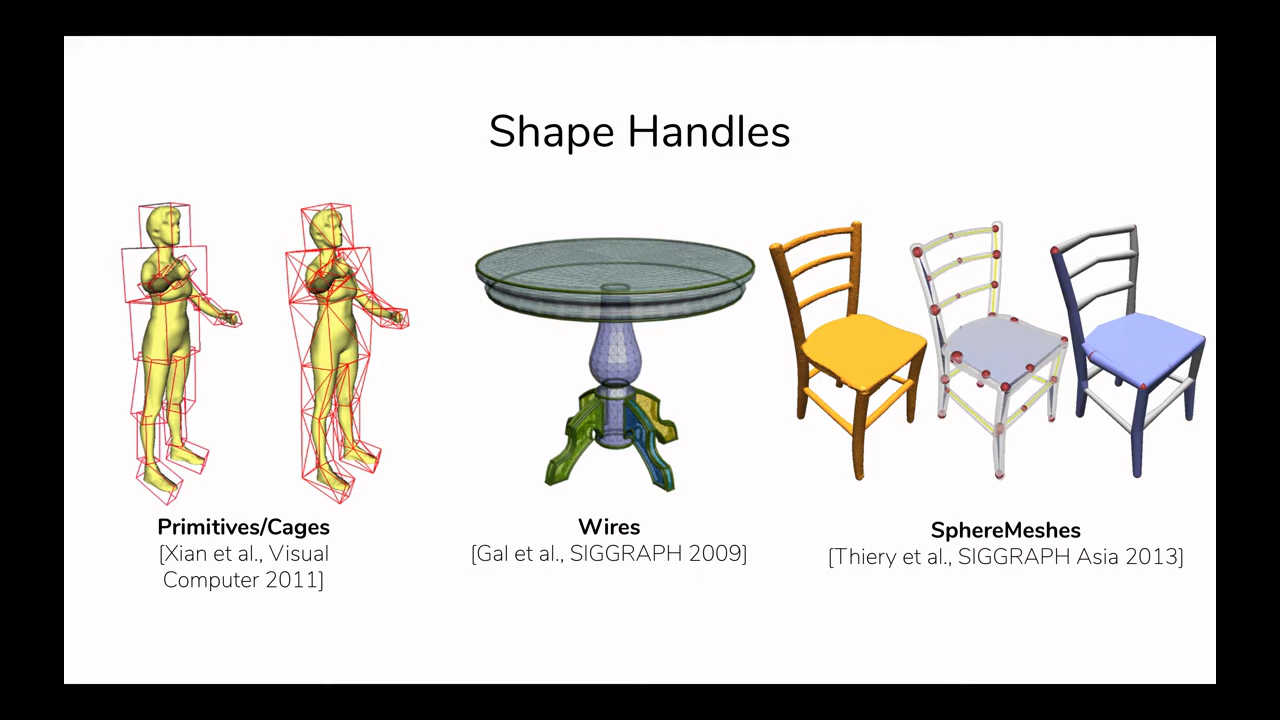 Shape Handles
Primitives/Cages
[Xian et al., Visual
Computer 2011]
Wires
[Gal et al., SIGGRAPH 2009]
SphereMeshes
[Thiery et al., SIGGRAPH Asia 2013]